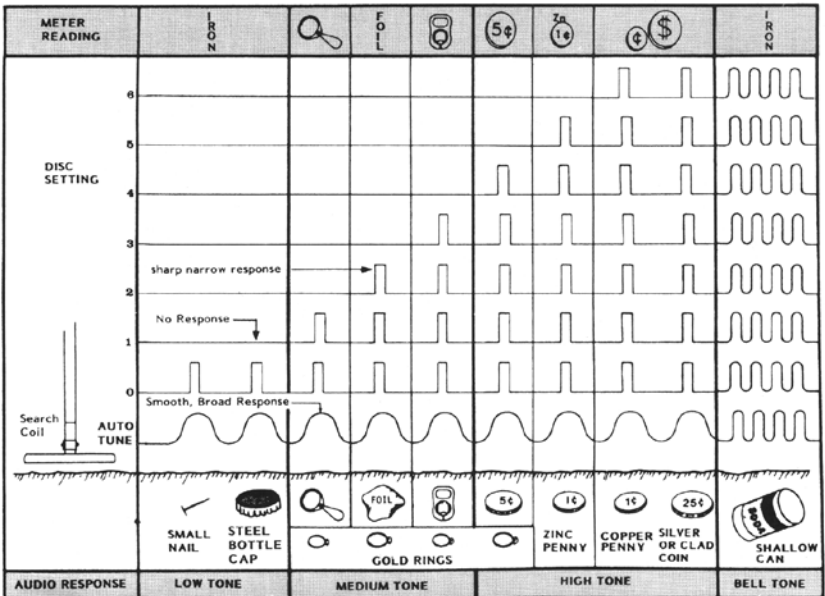 METER READING
IRON
FOIL
5¢
Zn 1¢
¢ $
IRON
6
5
DISC SETTING
4
3
sharp narrow response
2
No Response
1
0
Smooth, Broad Response
Search Coil
AUTO TUNE
FOIL
5¢
1¢
1¢
25¢
SODA
SMALL NAIL
STEEL BOTTLE CAP
GOLD RINGS
ZINC PENNY
COPPER PENNY
SILVER OR CLAD COIN
SHALLOW CAN
AUDIO RESPONSE
LOW TONE
MEDIUM TONE
HIGH TONE
BELL TONE